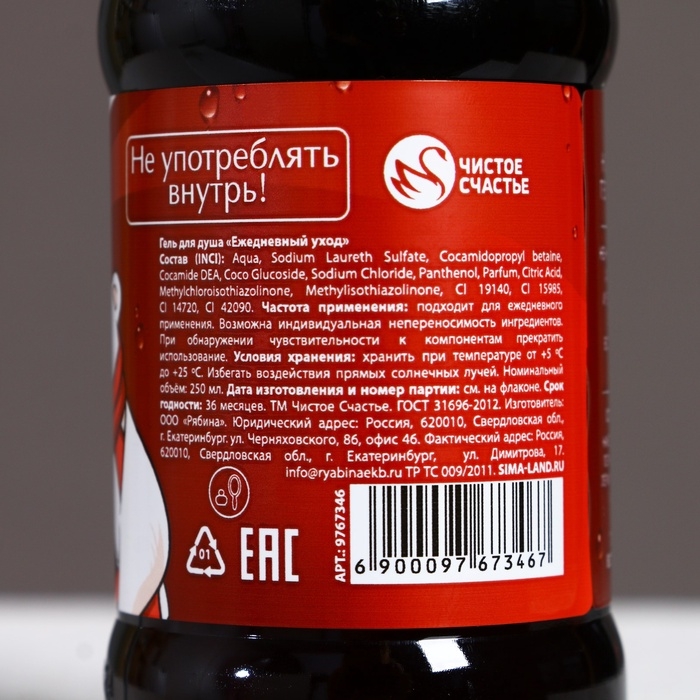 Не употреблять
внутрь!
ЧИСТОЕ
СЧАСТЬЕ
Гель для душа «Ежедневный уход»
Состав (INCI): Aqua, Sodium Laureth Sulfate, Cocamidopropyl betaine,
Cocamide DEA, Coco Glucoside, Sodium Chloride, Panthenol, Parfum, Citric Acid,
Methylchloroisothiazolinone, Methylisothiazolinone, CI 19140, CI 15985,
CI 14720, CI 42090. Частота применения: подходит для ежедневного
применения. Возможна индивидуальная непереносимость ингредиентов.
При обнаружении чувствительности к компонентам прекратить
использование. Условия хранения: хранить при температуре от +5 ºС
до +25 ºС. Избегать воздействия прямых солнечных лучей. Номинальный
объём: 250 мл. Дата изготовления и номер партии: см. на флаконе. Срок
годности: 36 месяцев. ТМ Чистое Счастье. ГОСТ 31696-2012. Изготовитель:
ООО «Рябина». Юридический адрес: Россия, 620010, Свердловская обл.,
г. Екатеринбург. ул. Черняховского, 86, офис 46. Фактический адрес: Россия,
620010, Свердловская обл., г. Екатеринбург, ул. Димитрова, 17.
info@ryabinaekb.ru ТР ТС 009/2011. SIMA-LAND.RU
01
EAC
АРТ.: 9767346
6 900097 673467